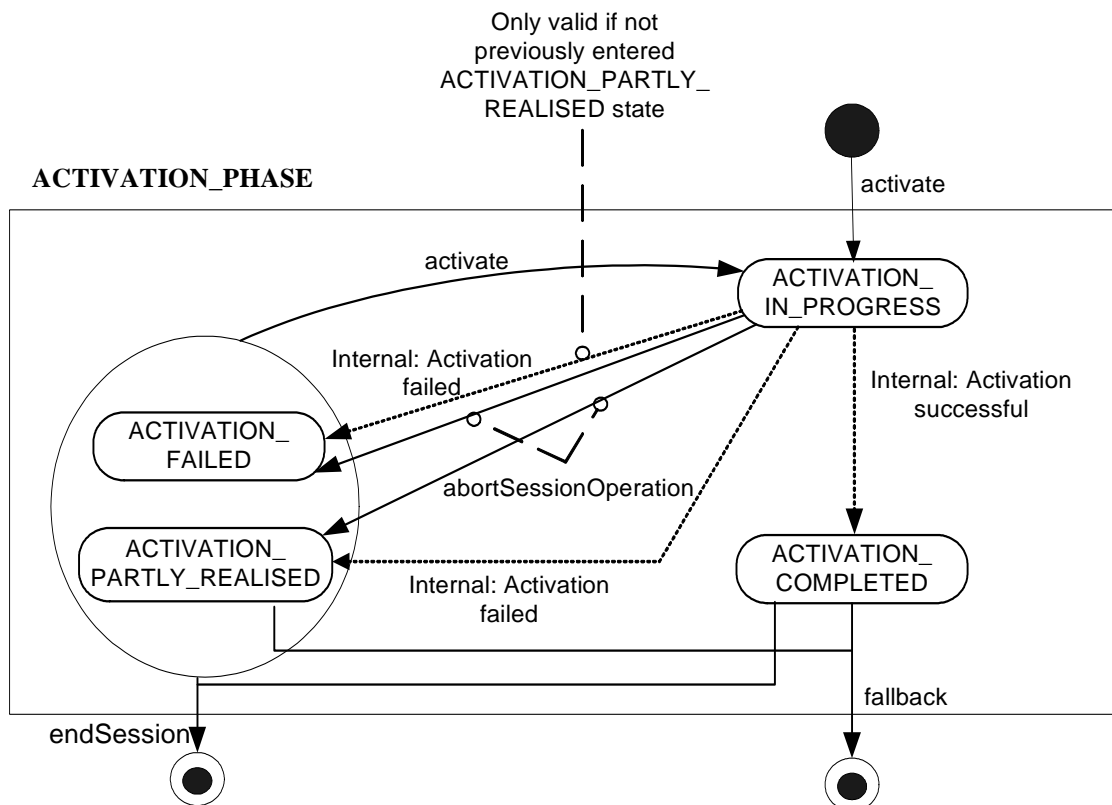 Only valid if not
previously entered
ACTIVATION_PARTLY_
REALISED state
ACTIVATION_PHASE
activate
activate
ACTIVATION_
IN_PROGRESS
Internal: Activation
failed
Internal: Activation
successful
ACTIVATION_
FAILED
abortSessionOperation
ACTIVATION_
PARTLY_REALISED
Internal: Activation
failed
ACTIVATION_
COMPLETED
fallback
endSession